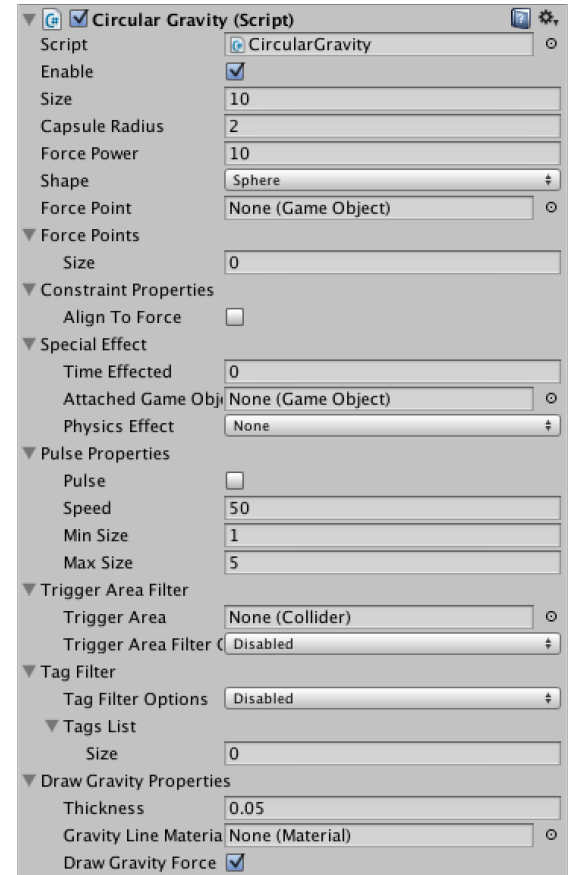 Circular Gravity (Script)
Script CircularGravity
Enable
Size 10
Capsule Radius 2
Force Power 10
Shape Sphere
Force Point None (Game Object)
Force Points
Size 0
Constraint Properties
Align To Force
Special Effect
Time Effected 0
Attached Game Obj None (Game Object)
Physics Effect None
Pulse Properties
Pulse
Speed 50
Min Size 1
Max Size 5
Trigger Area Filter
Trigger Area None (Collider)
Trigger Area Filter Disabled
Tag Filter
Tag Filter Options Disabled
Tags List
Size 0
Draw Gravity Properties
Thickness 0.05
Gravity Line Materia None (Material)
Draw Gravity Force